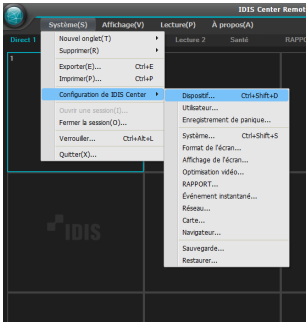 IDIS Center Remot
Système(S) Affichage(V) Lecture(P) À propos(A)
Direct 1 Lecture 2 Santé RAPPO
1
Nouvel onglet(T)
Supprimer(R)
Exporter(E)... Ctrl+E
Imprimer(P)... Ctrl+P
Configuration de IDIS Center
Ouvrir une session(I)...
Fermer la session(O)...
Verrouiller... Ctrl+Alt+L
Quitter(X)...
Dispositif... Ctrl+Shift+D
Utilisateur...
Enregistrement de panique...
Système... Ctrl+Shift+S
Format de l'écran...
Affichage de l'écran...
Optimisation vidéo...
RAPPORT...
Événement instantané...
Réseau...
Carte...
Navigateur...
Sauvegarde...
Restaurer...
IDIS